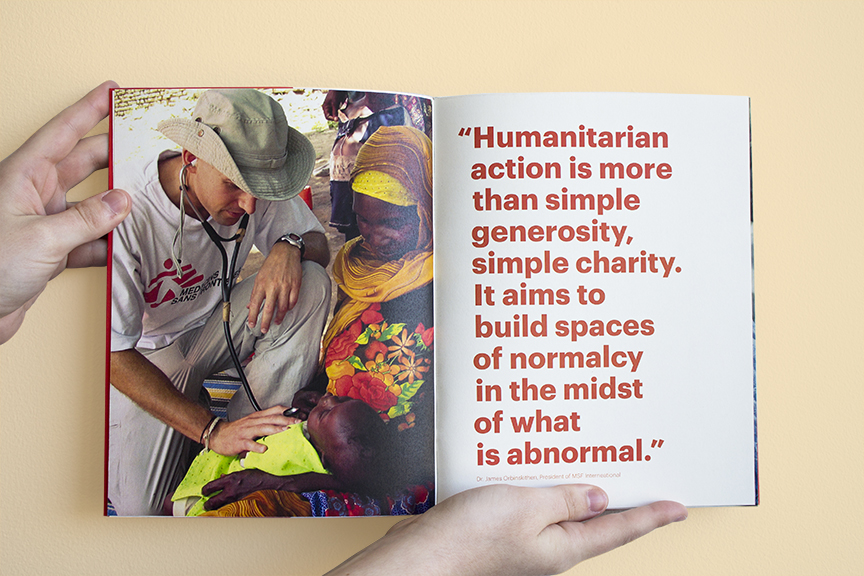 MEDECINS
SANS FRONT
“Humanitarian
action is more
than simple
generosity,
simple charity.
It aims to
build spaces
of normalcy
in the midst
of what
is abnormal.”
Dr. James Orbinski, President of MSF International